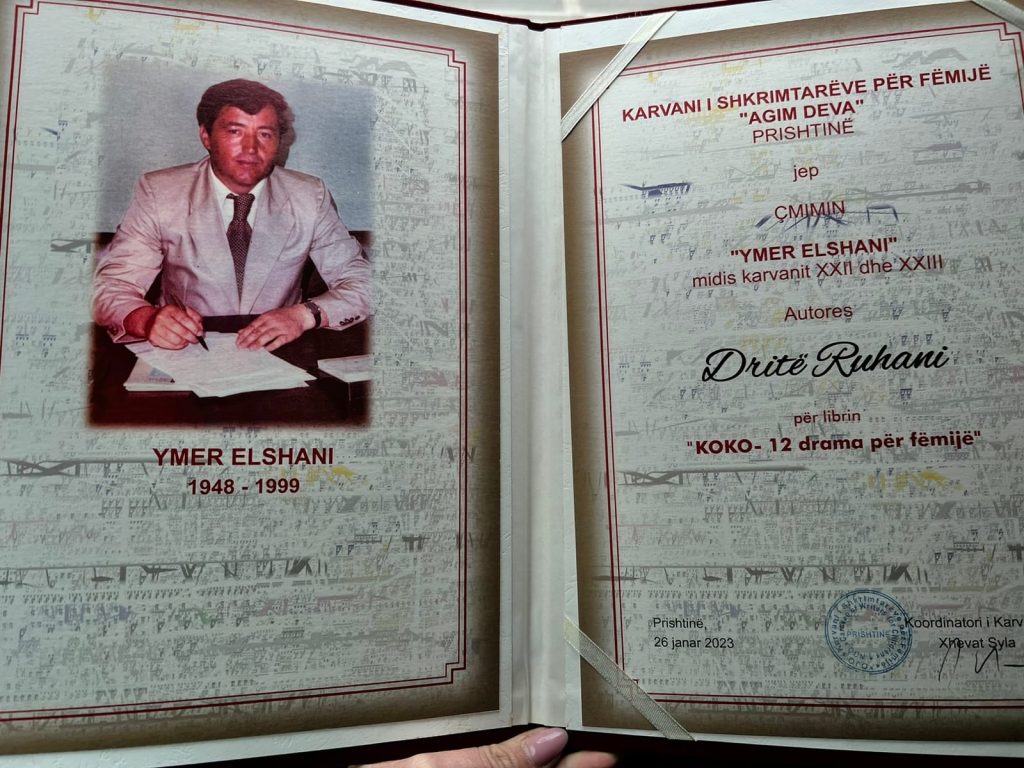 YMER ELSHANI
1948 - 1999
KARVANI I SHKRIMTARËVE PËR FËMIJË
"AGIM DEVA"
PRISHTINË
jep
ÇMIMIN
"YMER ELSHANI"
midis karvanit XXII dhe XXIII
Autores
Dritë Ruhani
për librin
"KOKO- 12 drama për fëmijë"
Prishtinë,
26 janar 2023
PRISHTINË
Koordinatori i Karv
Xhevat Syla